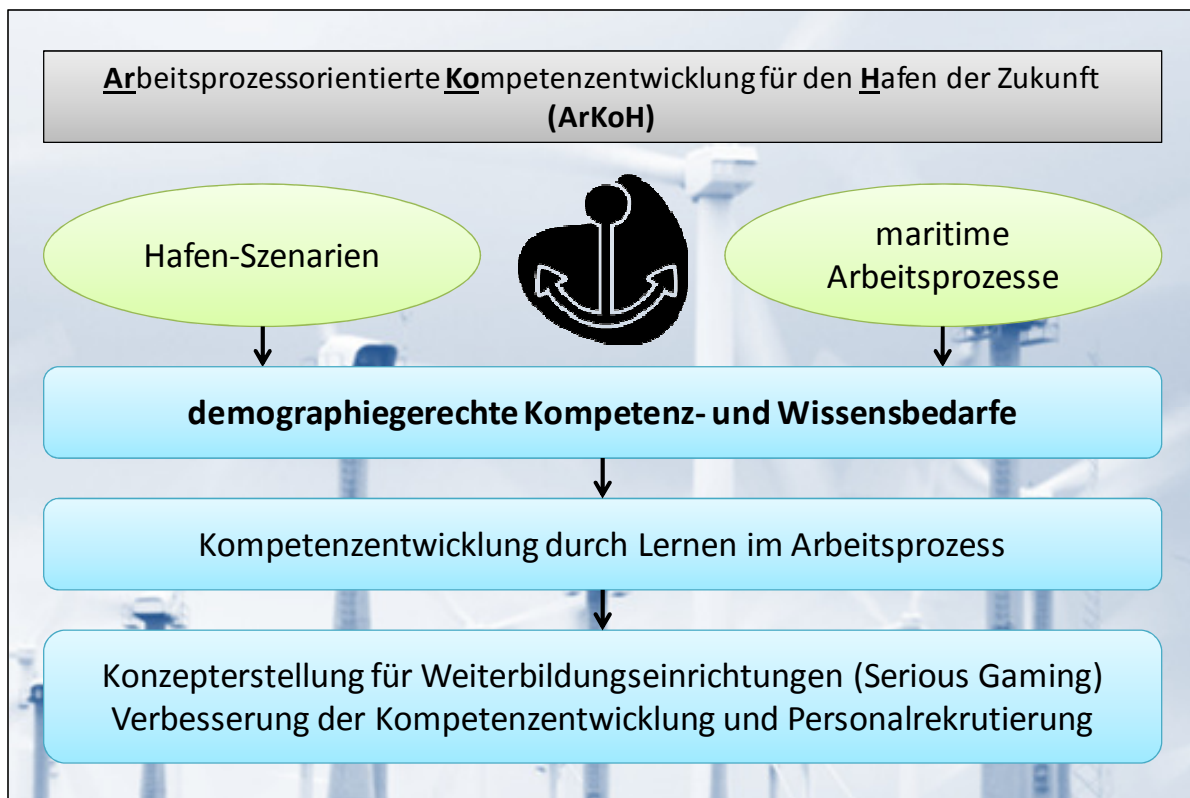 Arbeitsprozessorientierte Kompetenzentwicklung für den Hafen der Zukunft
(ArKoH)
Hafen-Szenarien
maritime
Arbeitsprozesse
demographiegerechte Kompetenz- und Wissensbedarfe
Kompetenzentwicklung durch Lernen im Arbeitsprozess
Konzepterstellung für Weiterbildungseinrichtungen (Serious Gaming)
Verbesserung der Kompetenzentwicklung und Personalrekrutierung